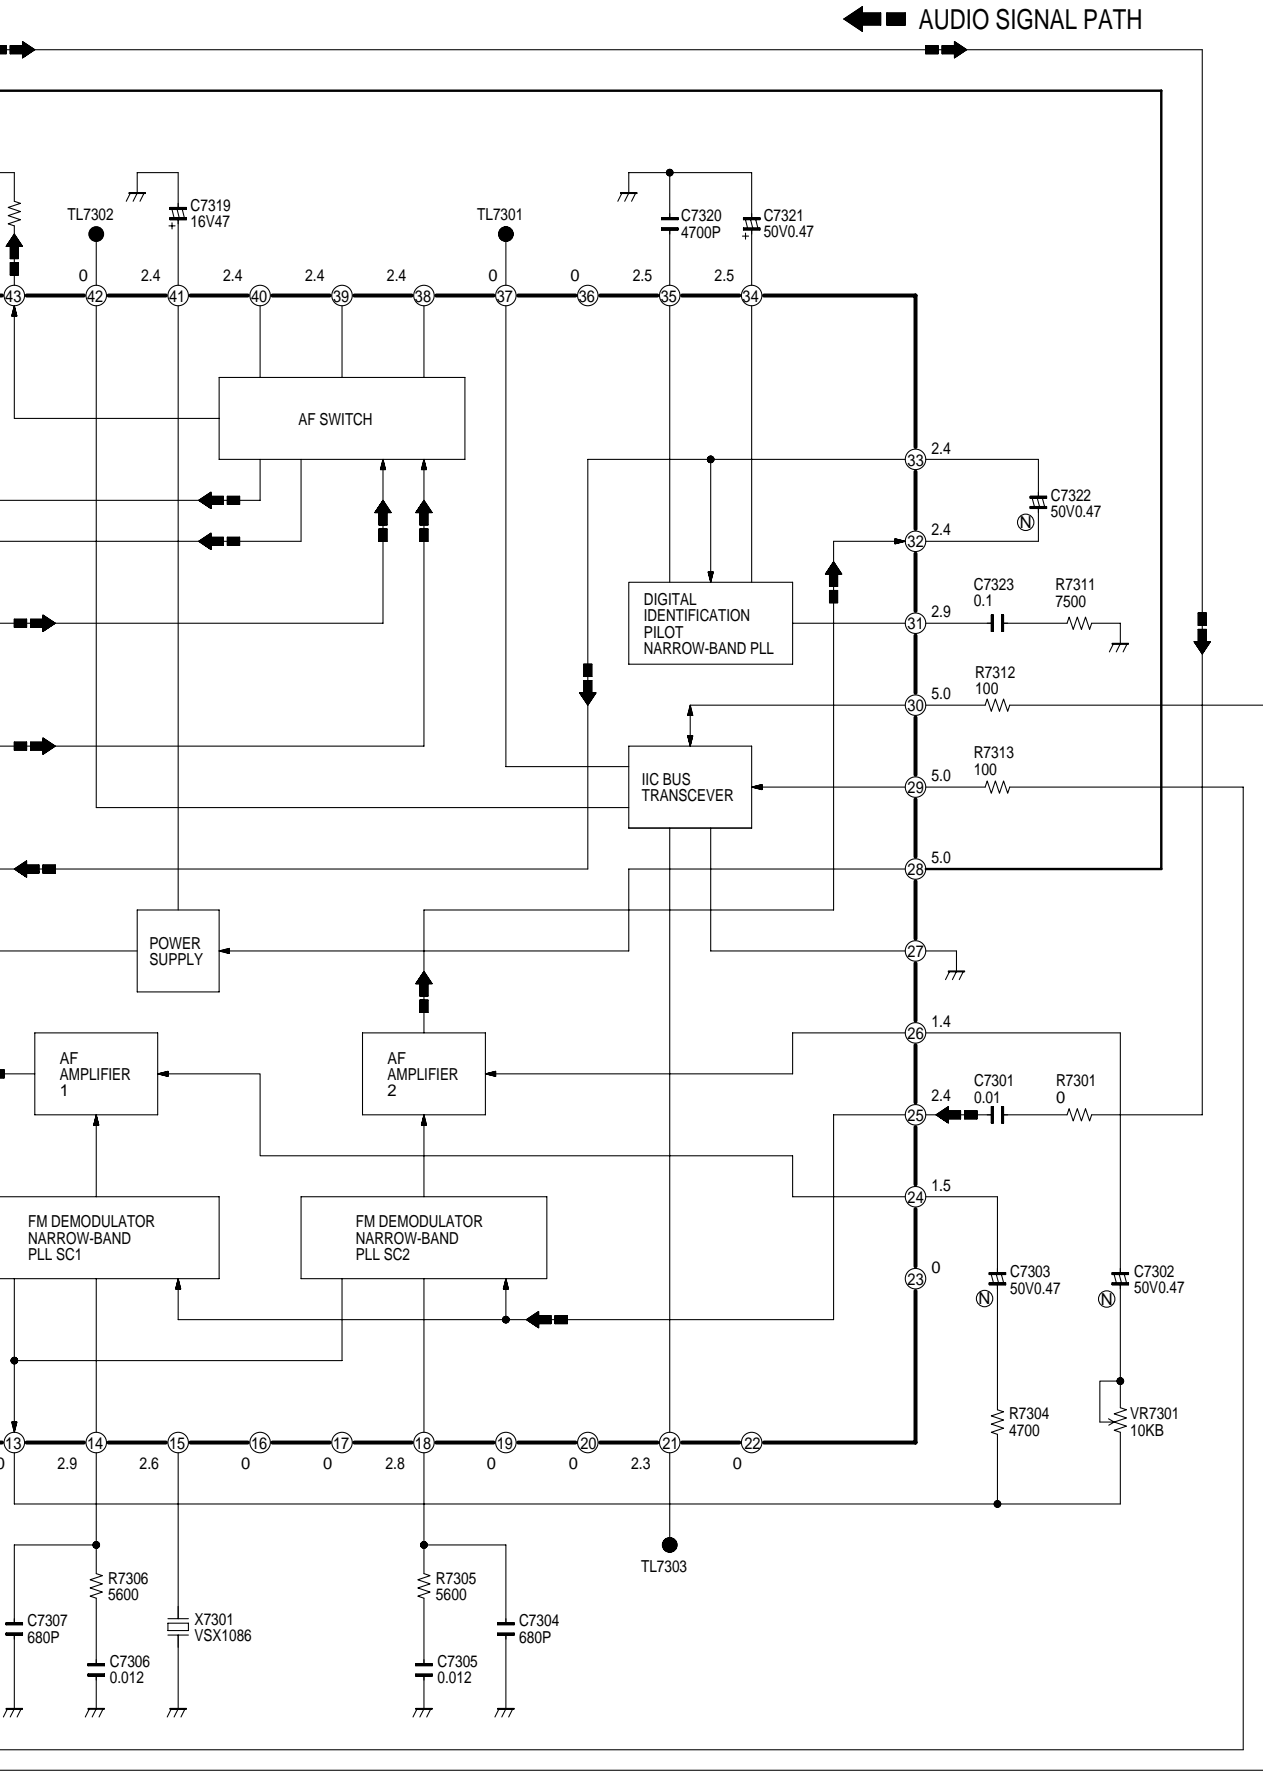 AUDIO SIGNAL PATH
TL7302
C7319
16V47
TL7301
C7320
4700P
C7321
50V0.47
0 2.4 2.4 2.4 2.4 0 0 2.5 2.5
43 42 41 40 39 38 37 36 35 34
AF SWITCH
33 2.4
C7322
50V0.47
N
32 2.4
DIGITAL
IDENTIFICATION
PILOT
NARROW-BAND PLL
31 2.9
C7323
0.1
R7311
7500
R7312
100
30 5.0
IIC BUS
TRANSCEVER
R7313
100
29 5.0
28 5.0
POWER
SUPPLY
27
26 1.4
AF
AMPLIFIER
1
AF
AMPLIFIER
2
C7301
0.01
R7301
0
25 2.4
24 1.5
FM DEMODULATOR
NARROW-BAND
PLL SC1
FM DEMODULATOR
NARROW-BAND
PLL SC2
23 0
C7303
50V0.47
N
C7302
50V0.47
N
R7304
4700
VR7301
10KB
13 14 15 16 17 18 19 20 21 22
0 2.9 2.6 0 0 2.8 0 0 2.3 0
TL7303
R7306
5600
R7305
5600
C7307
680P
X7301
VSX1086
C7304
680P
C7306
0.012
C7305
0.012